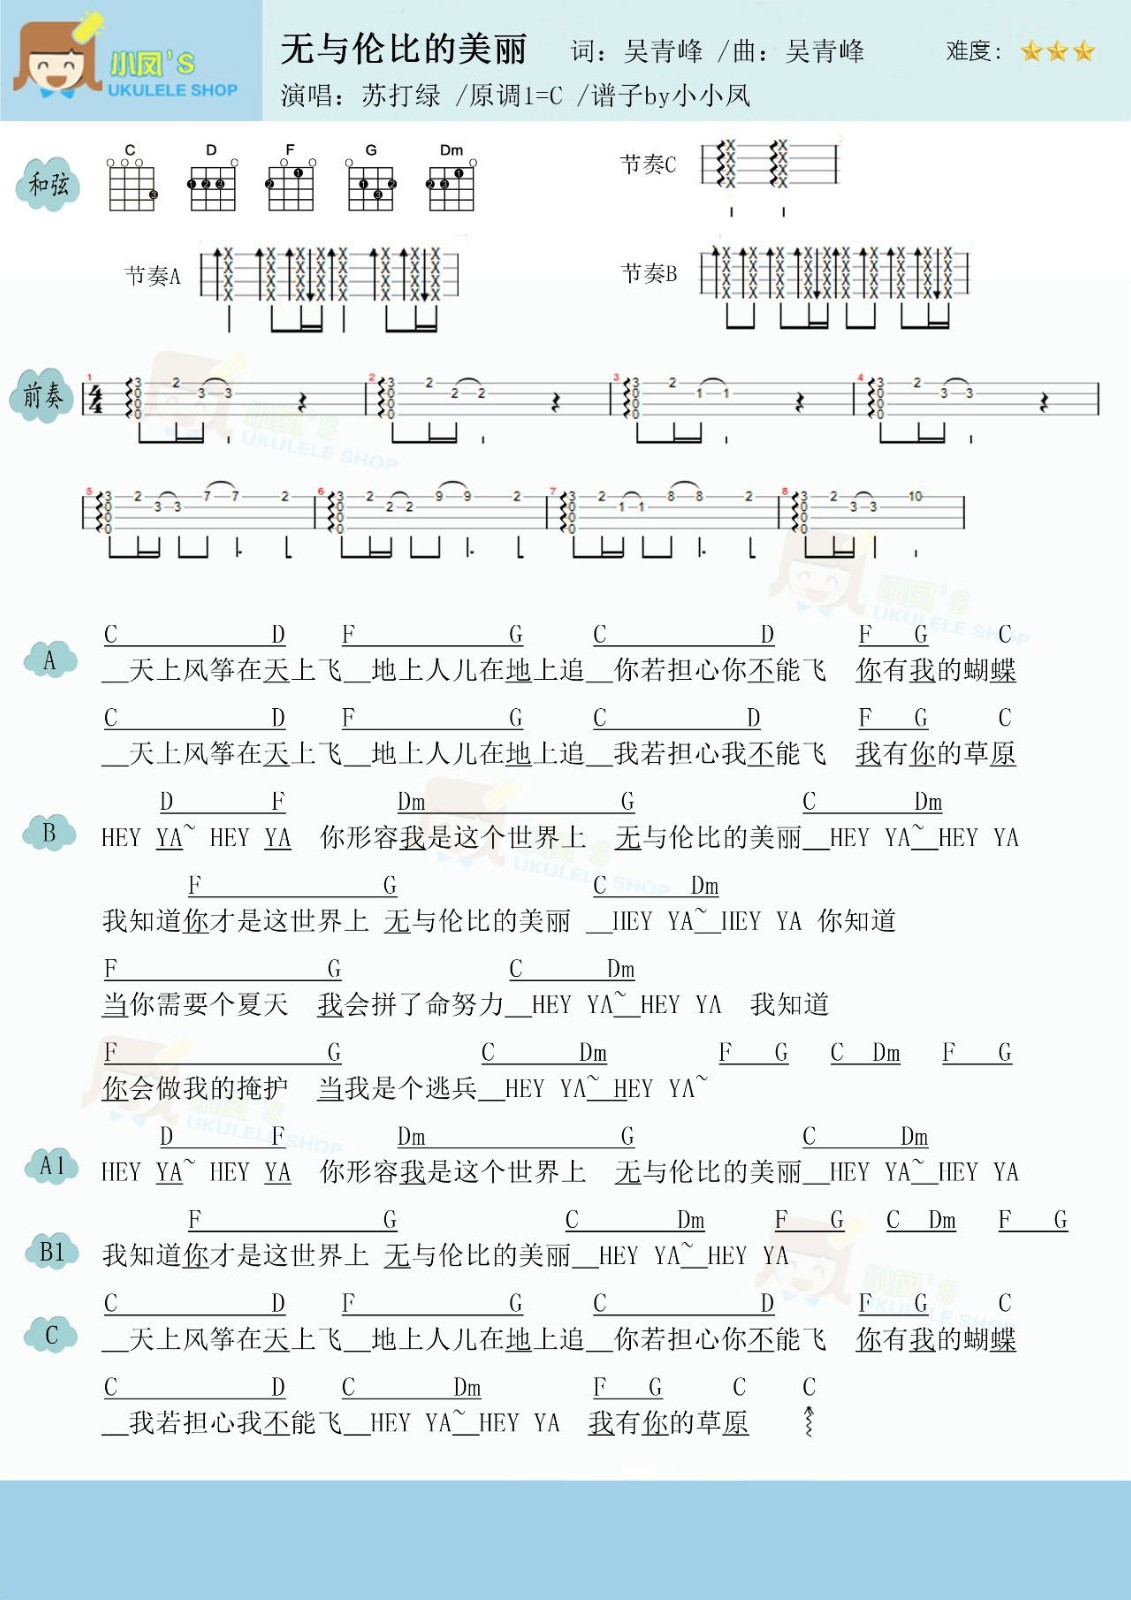 小凤's
UKULELE SHOP
无与伦比的美丽 词：吴青峰 /曲：吴青峰 难度：
演唱：苏打绿 /原调1=C /谱子by小小凤
和弦 C D F G Dm 节奏C
节奏A 节奏B
前奏
A
C D F G C D F G C
__天上风筝在天上飞__地上人儿在地上追__你若担心你不能飞 你有我的蝴蝶
C D F G C D F G C
__天上风筝在天上飞__地上人儿在地上追__我若担心我不能飞 我有你的草原
D F Dm G C Dm
B HEY YA~ HEY YA 你形容我是这个世界上 无与伦比的美丽__HEY YA~__HEY YA
F G C Dm
我知道你才是这世界上 无与伦比的美丽 __HEY YA~__HEY YA 你知道
F G C Dm
当你需要个夏天 我会拼了命努力__HEY YA~__HEY YA 我知道
F G C Dm F G C Dm F G
你会做我的掩护 当我是个逃兵__HEY YA~__HEY YA~
D F Dm G C Dm
A1 HEY YA~ HEY YA 你形容我是这个世界上 无与伦比的美丽__HEY YA~__HEY YA
F G C Dm F G C Dm F G
B1 我知道你才是这世界上 无与伦比的美丽__HEY YA~__HEY YA
C D F G C D F G C
C __天上风筝在天上飞__地上人儿在地上追__你若担心你不能飞 你有我的蝴蝶
C D C Dm F G C C
__我若担心我不能飞__HEY YA~__HEY YA 我有你的草原